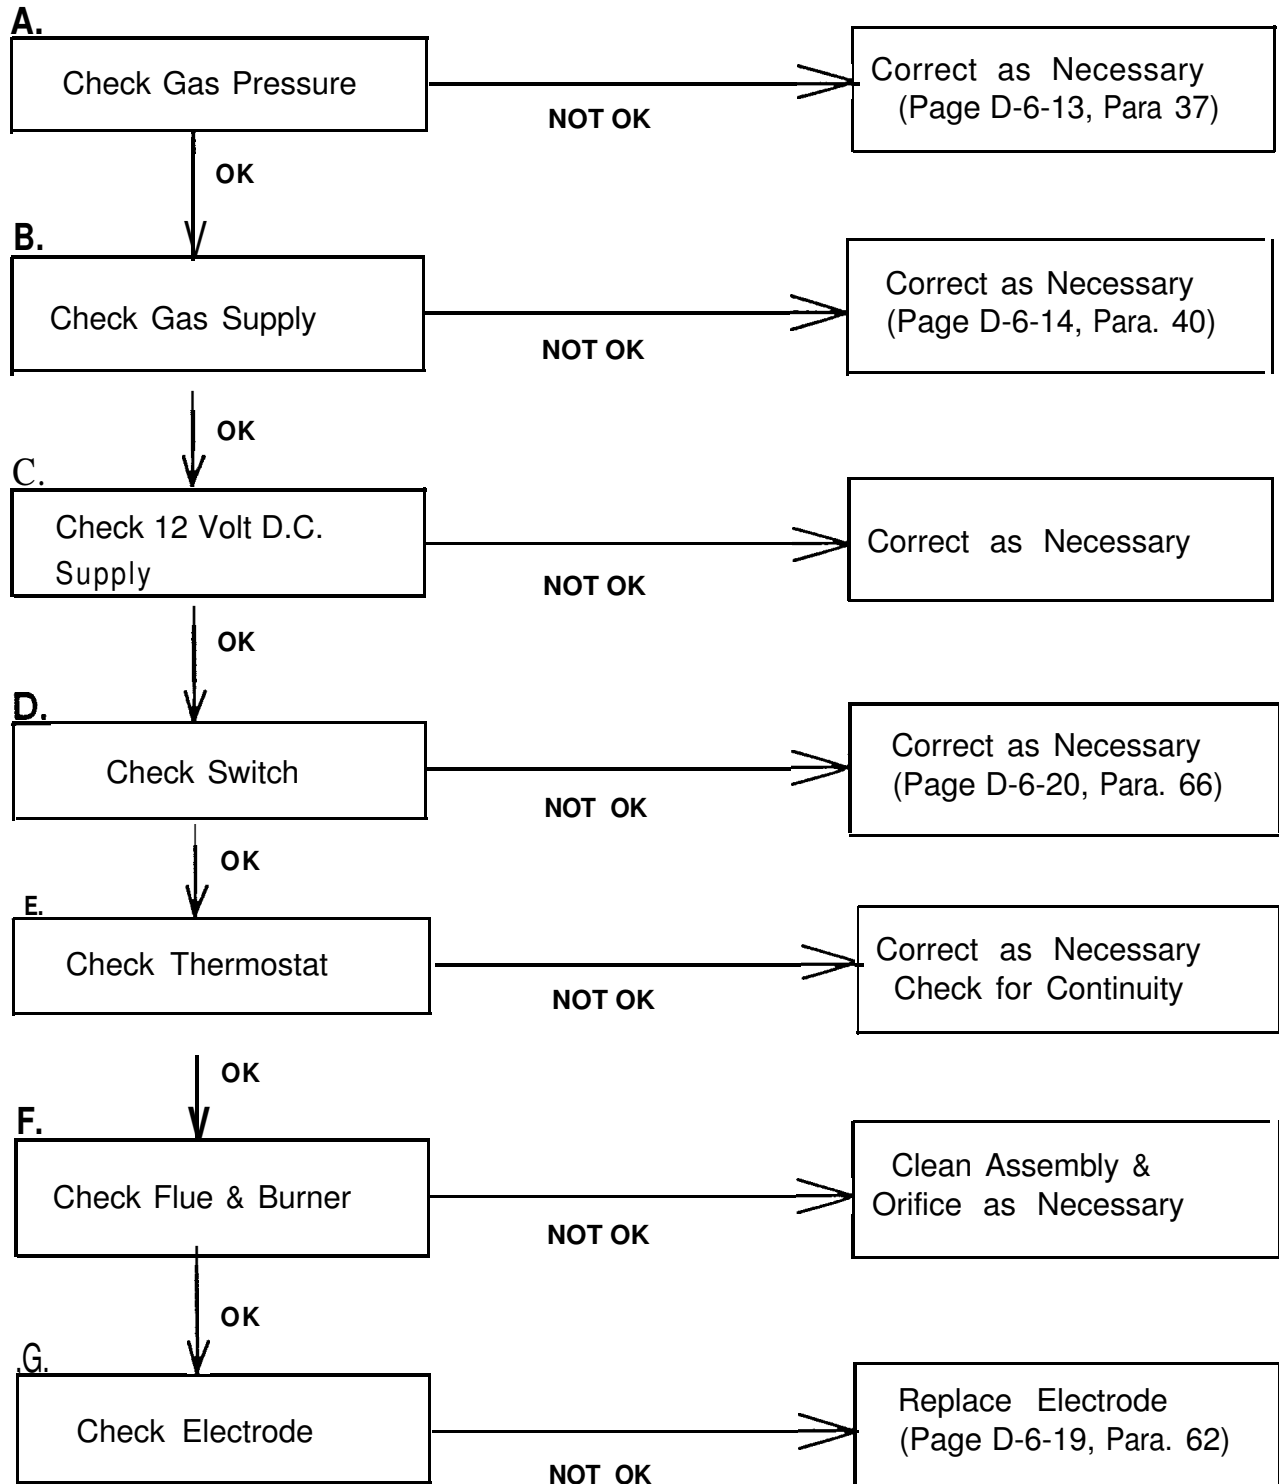 A.
Check Gas Pressure
NOT OK
Correct as Necessary
(Page D-6-13, Para 37)
OK
B.
Check Gas Supply
NOT OK
Correct as Necessary
(Page D-6-14, Para. 40)
OK
C.
Check 12 Volt D.C.
Supply
NOT OK
Correct as Necessary
OK
D.
Check Switch
NOT OK
Correct as Necessary
(Page D-6-20, Para. 66)
OK
E.
Check Thermostat
NOT OK
Correct as Necessary
Check for Continuity
OK
F.
Check Flue & Burner
NOT OK
Clean Assembly &
Orifice as Necessary
OK
.G.
Check Electrode
NOT OK
Replace Electrode
(Page D-6-19, Para. 62)